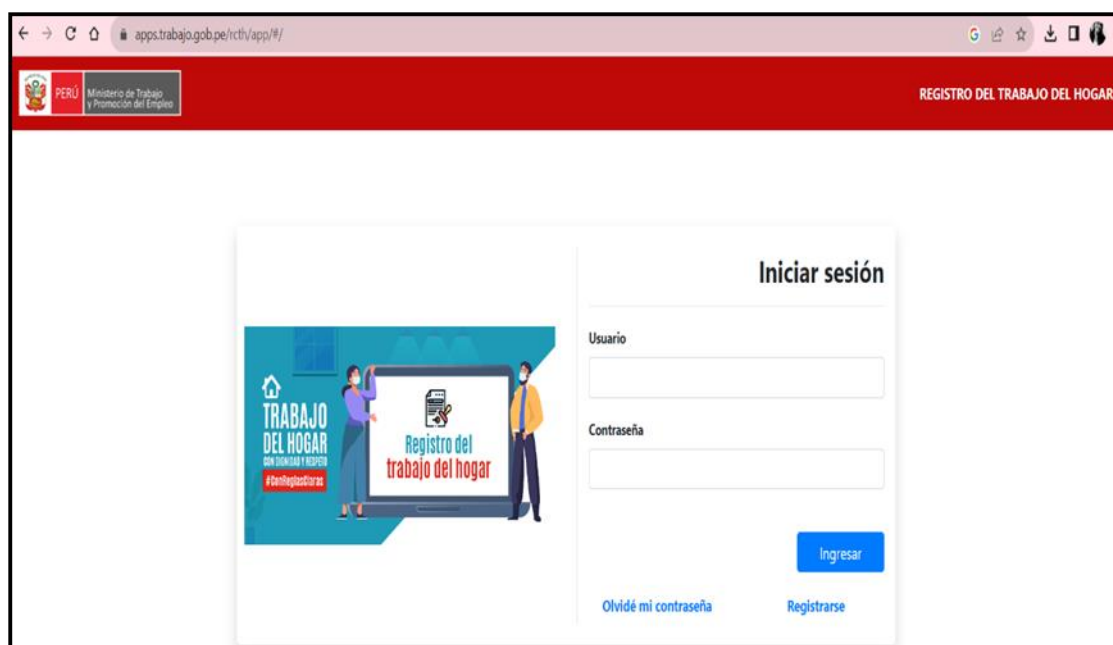 apps.trabajo.gob.pe/rcth/app/#/
PERÚ
Ministerio de Trabajo
y Promoción del Empleo
REGISTRO DEL TRABAJO DEL HOGAR
TRABAJO
DEL HOGAR
CON DIGNIDAD Y RESPETO
#ConReglasClaras
Registro del
trabajo del hogar
Iniciar sesión
Usuario
Contraseña
Ingresar
Olvidé mi contraseña
Registrarse